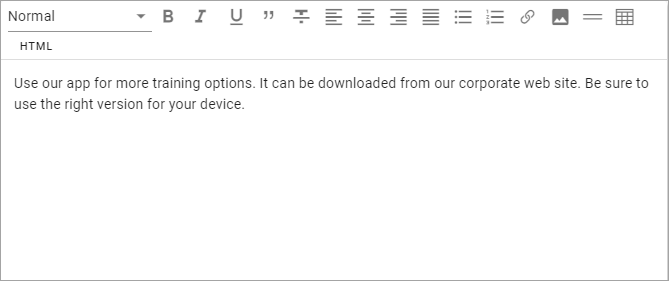 Normal
HTML
Use our app for more training options. It can be downloaded from our corporate web site. Be sure to
use the right version for your device.